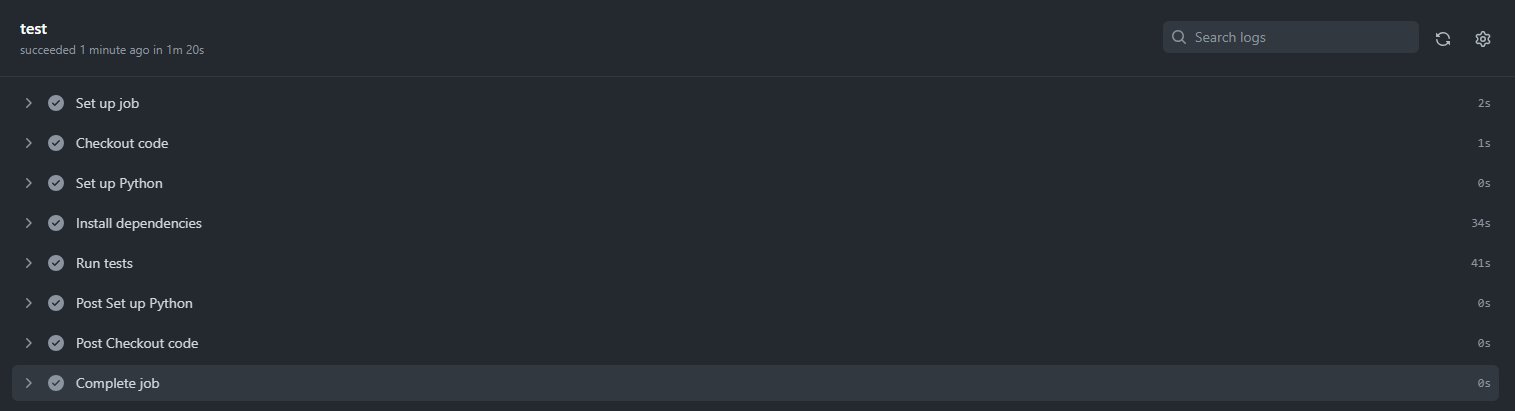 test
succeeded 1 minute ago in 1m 20s
Search logs
Set up job 2s
Checkout code 1s
Set up Python 0s
Install dependencies 34s
Run tests 41s
Post Set up Python 0s
Post Checkout code 0s
Complete job 0s